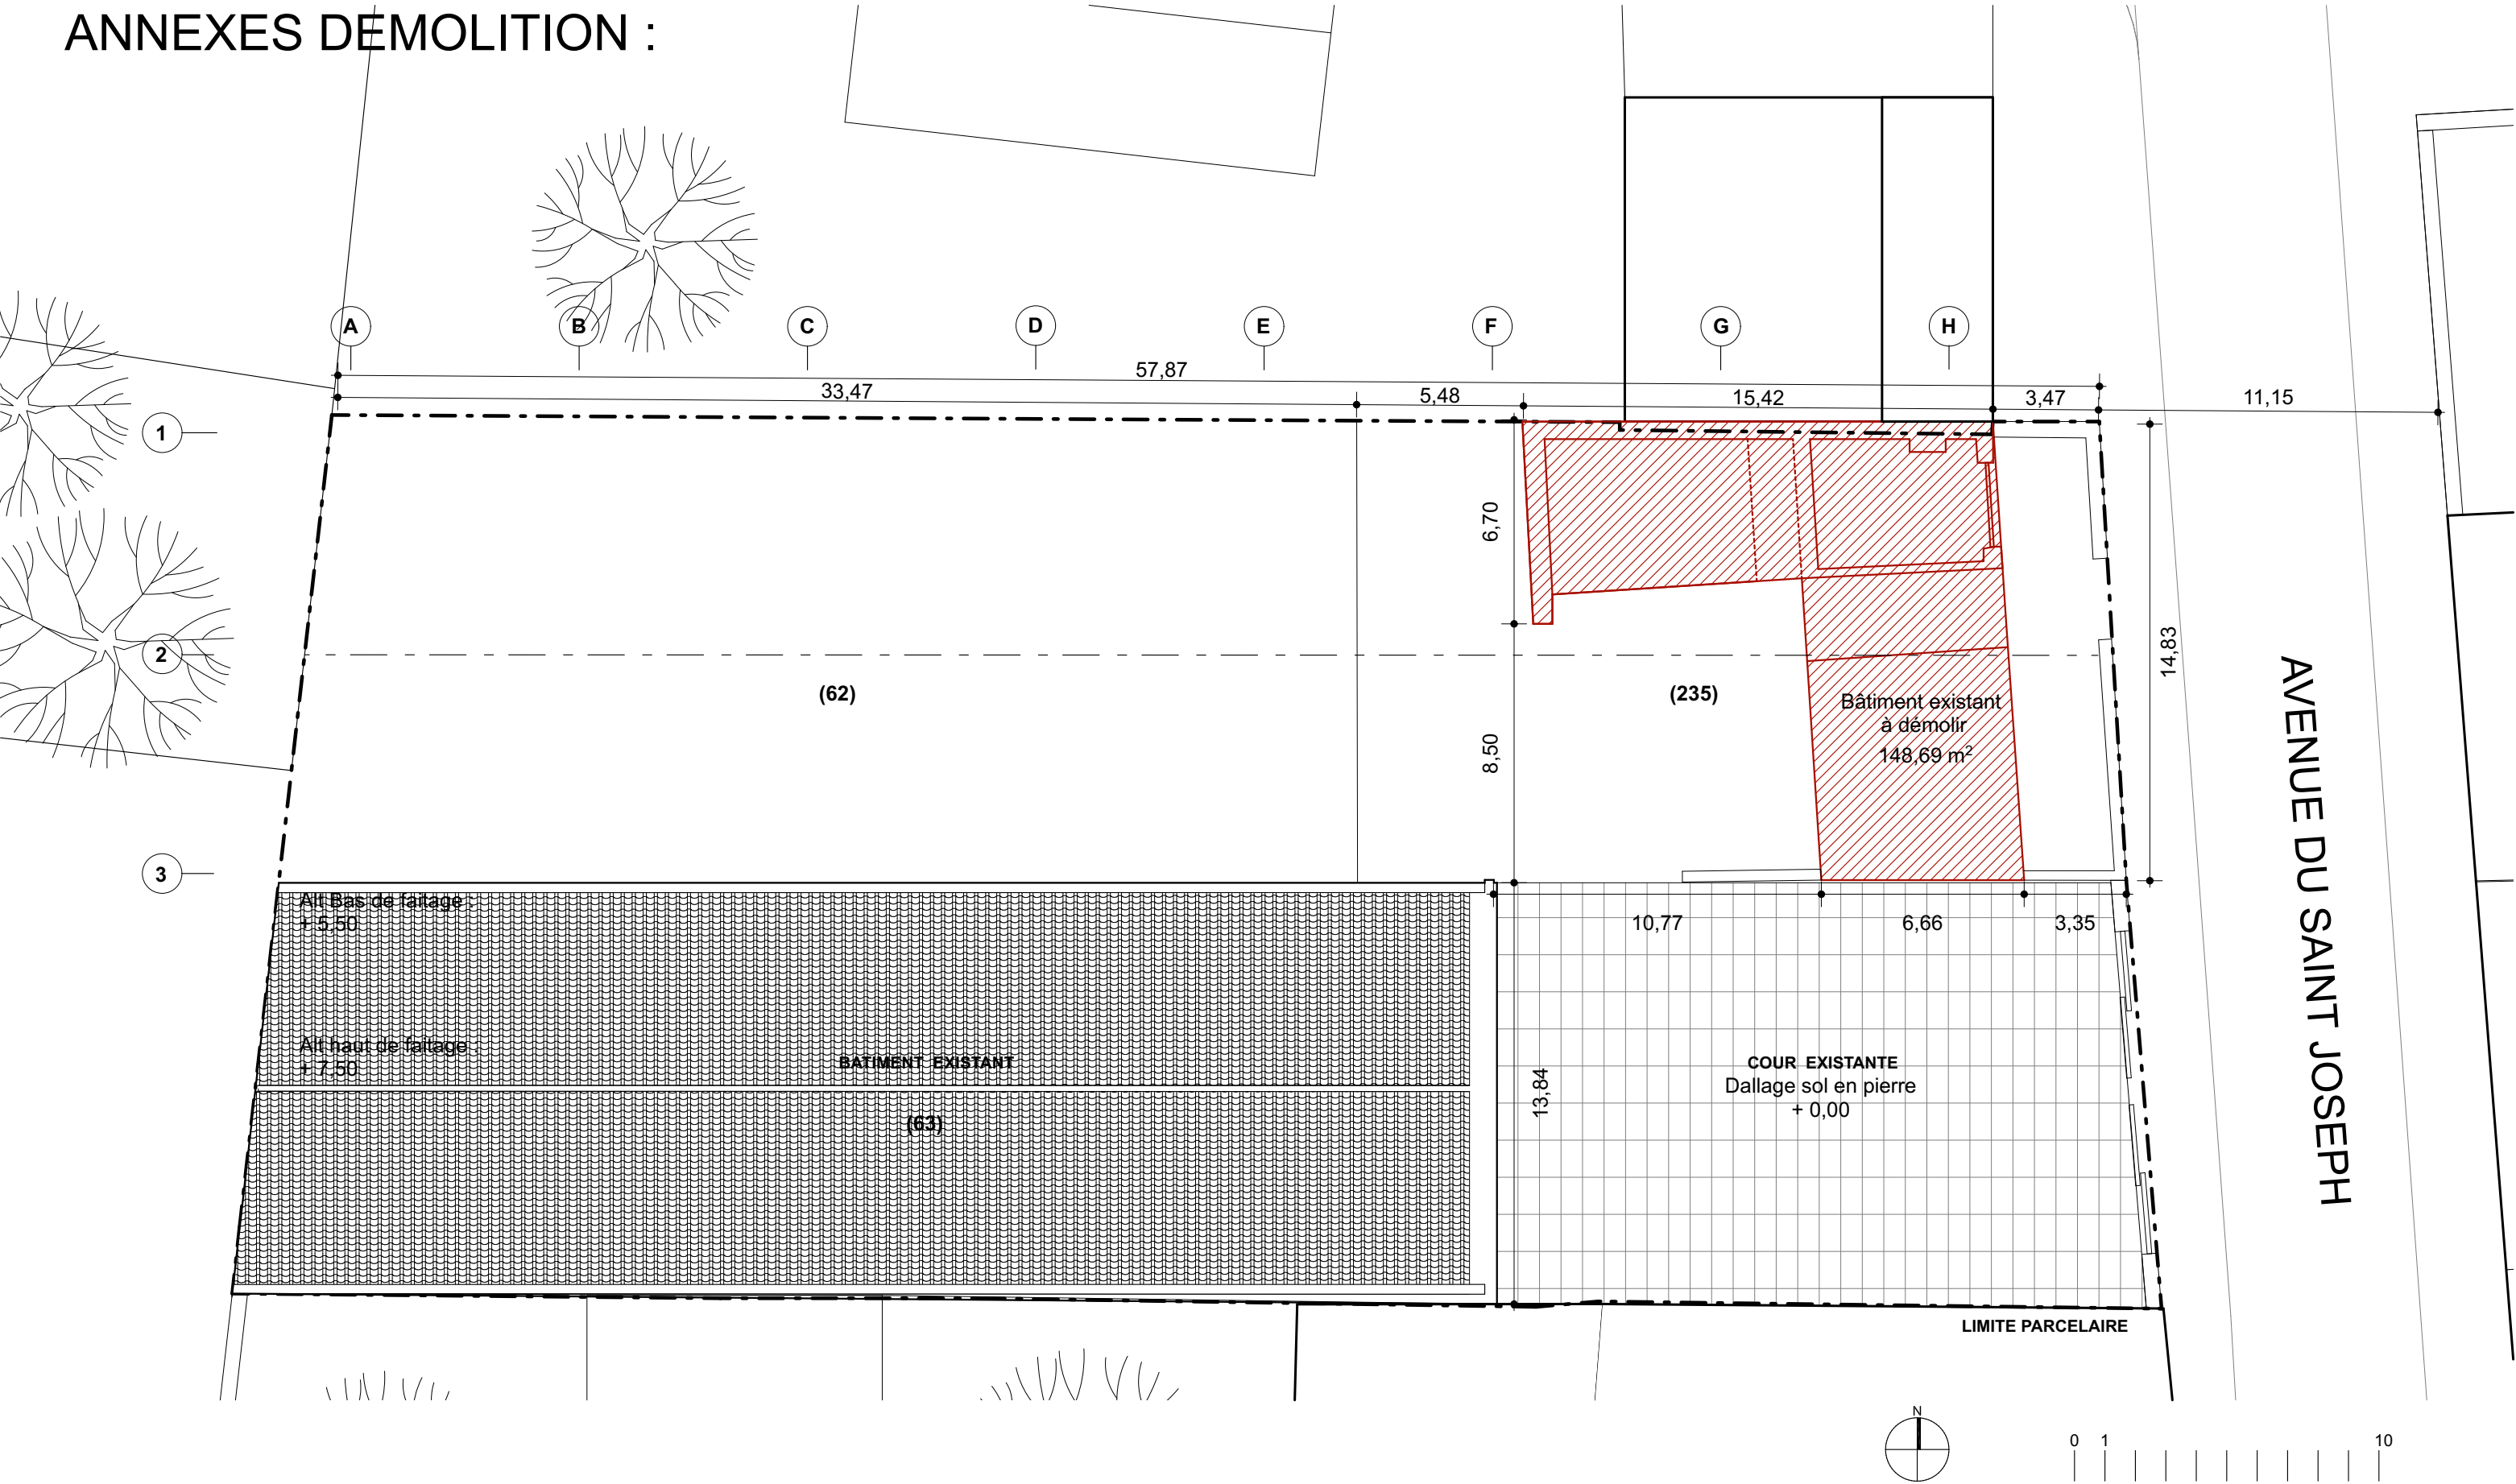 ANNEXES DEMOLITION :
A
B
C
D
E
F
G
H
57,87
33,47
5,48
15,42
3,47
11,15
1
6,70
14,83
2
(62)
(235)
Bâtiment existant
à démolir
148,69 m²
8,50
AVENUE DU SAINT JOSEPH
3
Alt Bas de faitage :
+ 5,50
10,77
6,66
3,35
Alt haut de faitage :
+ 7,50
BATIMENT EXISTANT
(63)
13,84
COUR EXISTANTE
Dallage sol en pierre
+ 0,00
LIMITE PARCELAIRE
N
0 1 10